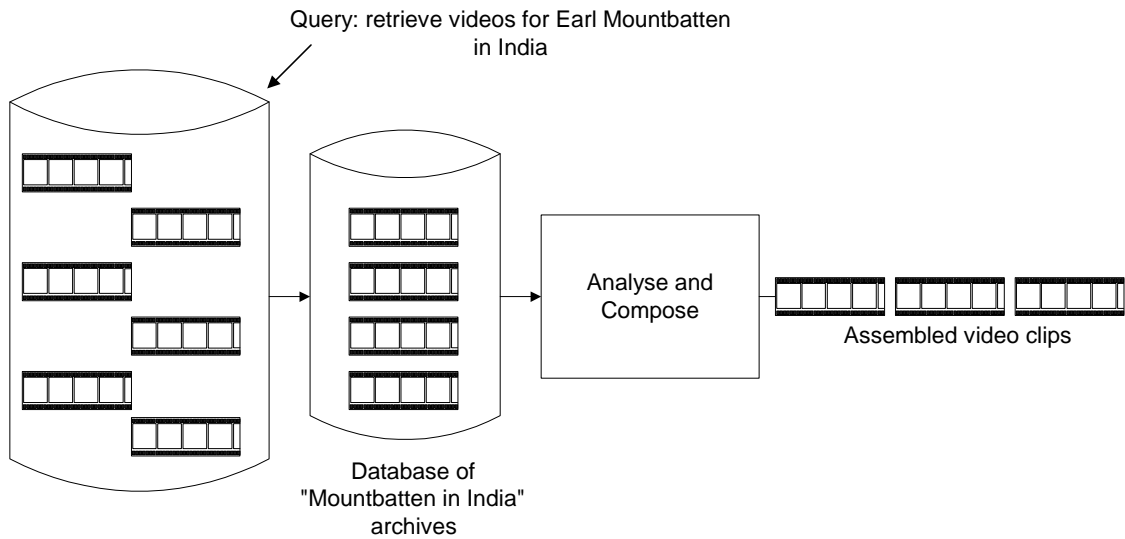 Query: retrieve videos for Earl Mountbatten
in India
Analyse and
Compose
Assembled video clips
Database of
"Mountbatten in India"
archives